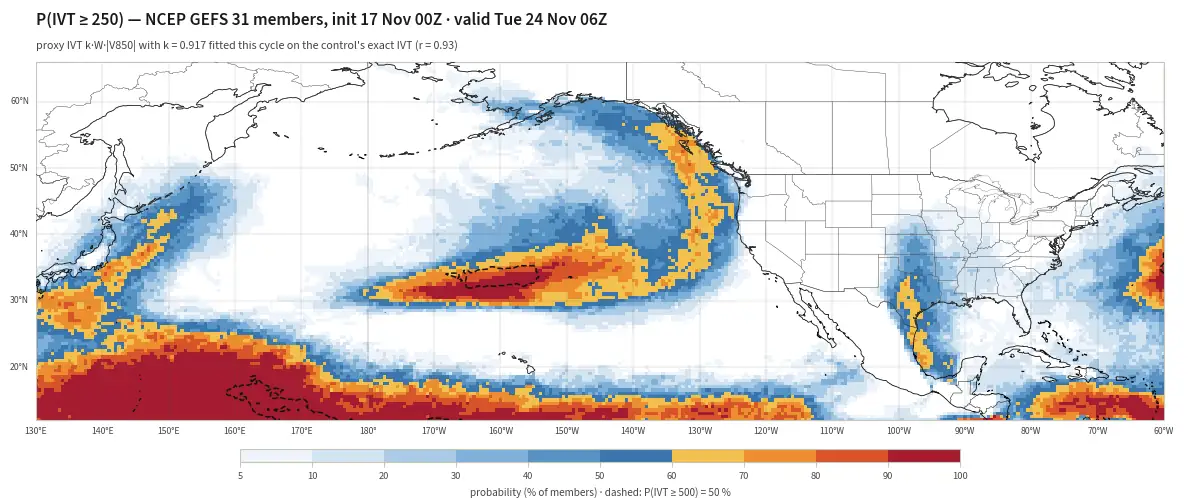 P(IVT ≥ 250) — NCEP GEFS 31 members, init 17 Nov 00Z · valid Tue 24 Nov 06Z
proxy IVT k·W·|V850| with k = 0.917 fitted this cycle on the control's exact IVT (r = 0.93)
60°N
50°N
40°N
30°N
20°N
130°E 140°E 150°E 160°E 170°E 180° 170°W 160°W 150°W 140°W 130°W 120°W 110°W 100°W 90°W 80°W 70°W 60°W
5 10 20 30 40 50 60 70 80 90 100
probability (% of members) · dashed: P(IVT ≥ 500) = 50 %